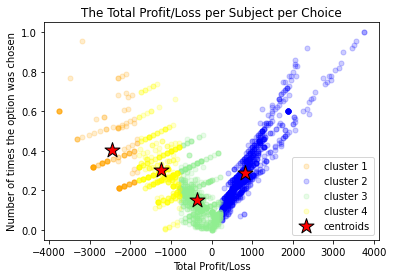 The Total Profit/Loss per Subject per Choice
Number of times the option was chosen
1.0
0.8
0.6
0.4
0.2
0.0
cluster 1
cluster 2
cluster 3
cluster 4
centroids
−4000 −3000 −2000 −1000 0 1000 2000 3000 4000
Total Profit/Loss